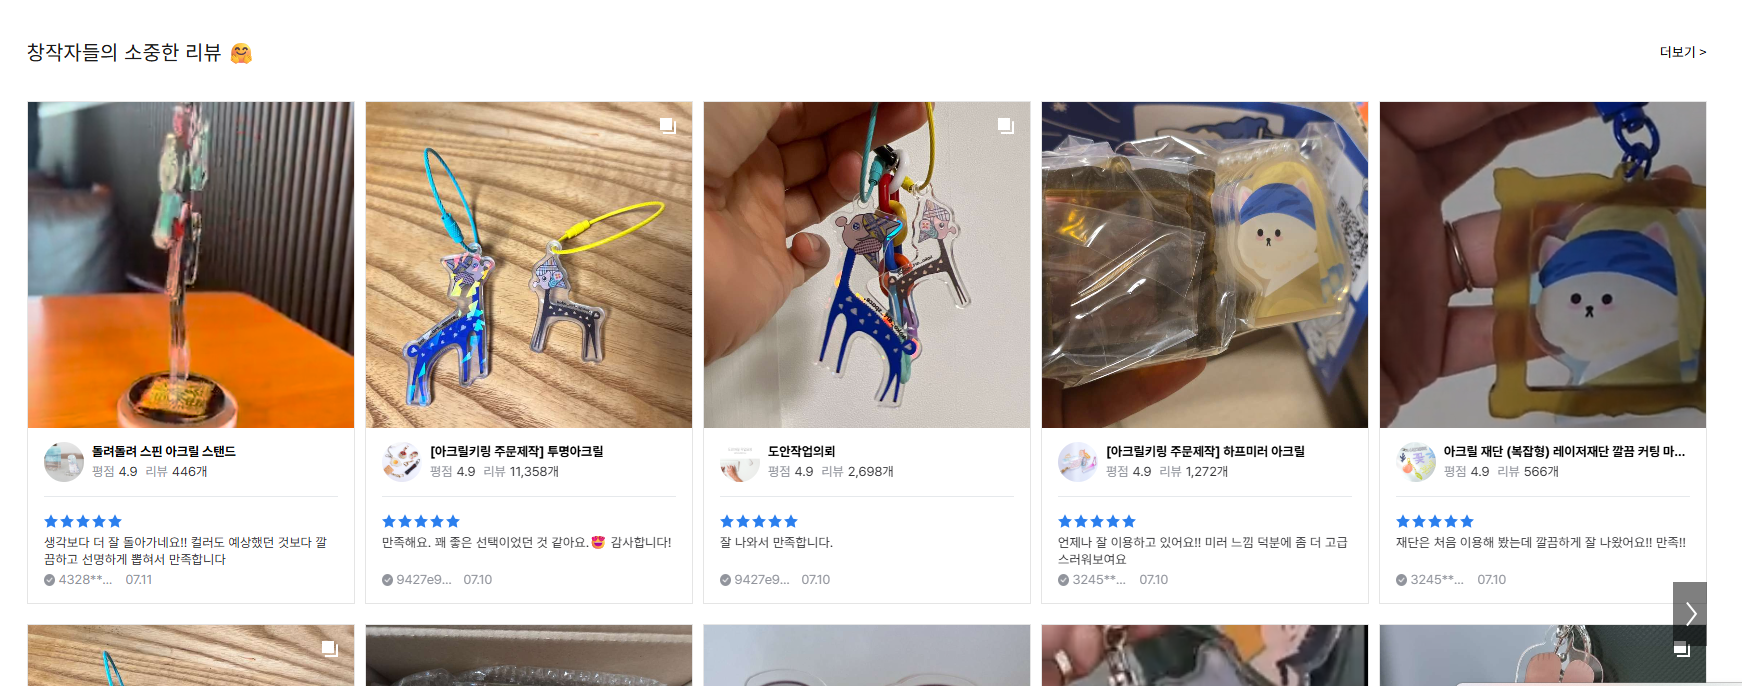 창작자들의 소중한 리뷰 🤗
더보기 >
돌려돌려 스핀 아크릴 스탠드
평점 4.9 리뷰 446개
생각보다 더 잘 돌아가네요!! 컬러도 예상했던 것보다 깔
끔하고 선명하게 뽑혀서 만족합니다
4328**... 07.11
[아크릴키링 주문제작] 투명아크릴
평점 4.9 리뷰 11,358개
만족해요. 꽤 좋은 선택이었던 것 같아요.😍 감사합니다!
9427e9... 07.10
도안작업의뢰
평점 4.9 리뷰 2,698개
잘 나와서 만족합니다.
9427e9... 07.10
[아크릴키링 주문제작] 하프미러 아크릴
평점 4.9 리뷰 1,272개
언제나 잘 이용하고 있어요!! 미러 느낌 덕분에 좀 더 고급
스러워보여요
3245**... 07.10
아크릴 재단 (복잡형) 레이저재단 깔끔 커팅 마...
평점 4.9 리뷰 566개
재단은 처음 이용해 봤는데 깔끔하게 잘 나왔어요!! 만족!!
3245**... 07.10